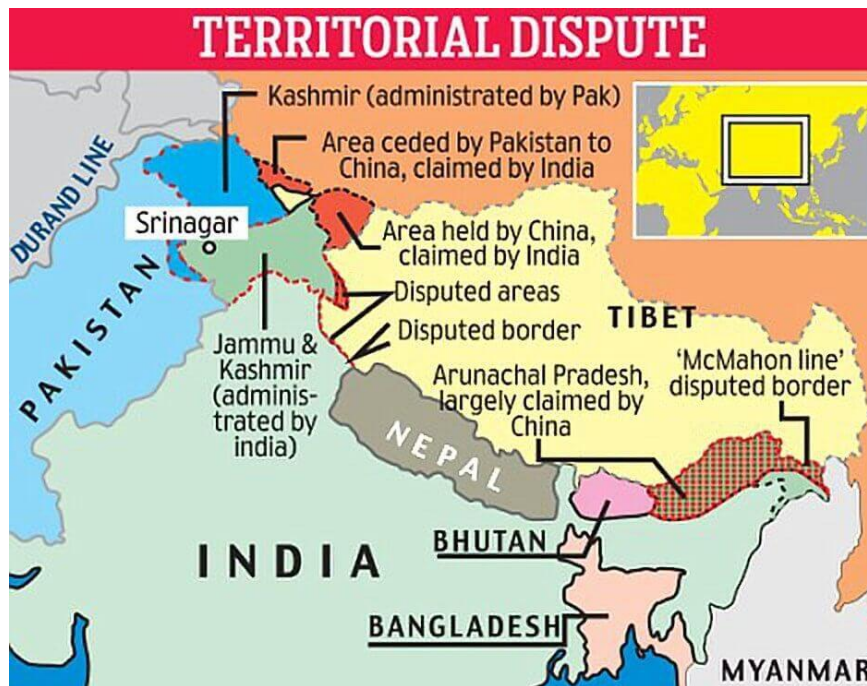 TERRITORIAL DISPUTE
Kashmir (administrated by Pak)
Area ceded by Pakistan to
China, claimed by India
DURAND LINE
Srinagar
Area held by China,
claimed by India
PAKISTAN
Disputed areas
TIBET
Disputed border
Jammu &
Kashmir
(adminis-
trated by
india)
'McMahon line'
disputed border
Arunachal Pradesh,
largely claimed by
China
NEPAL
INDIA
BHUTAN
BANGLADESH
MYANMAR